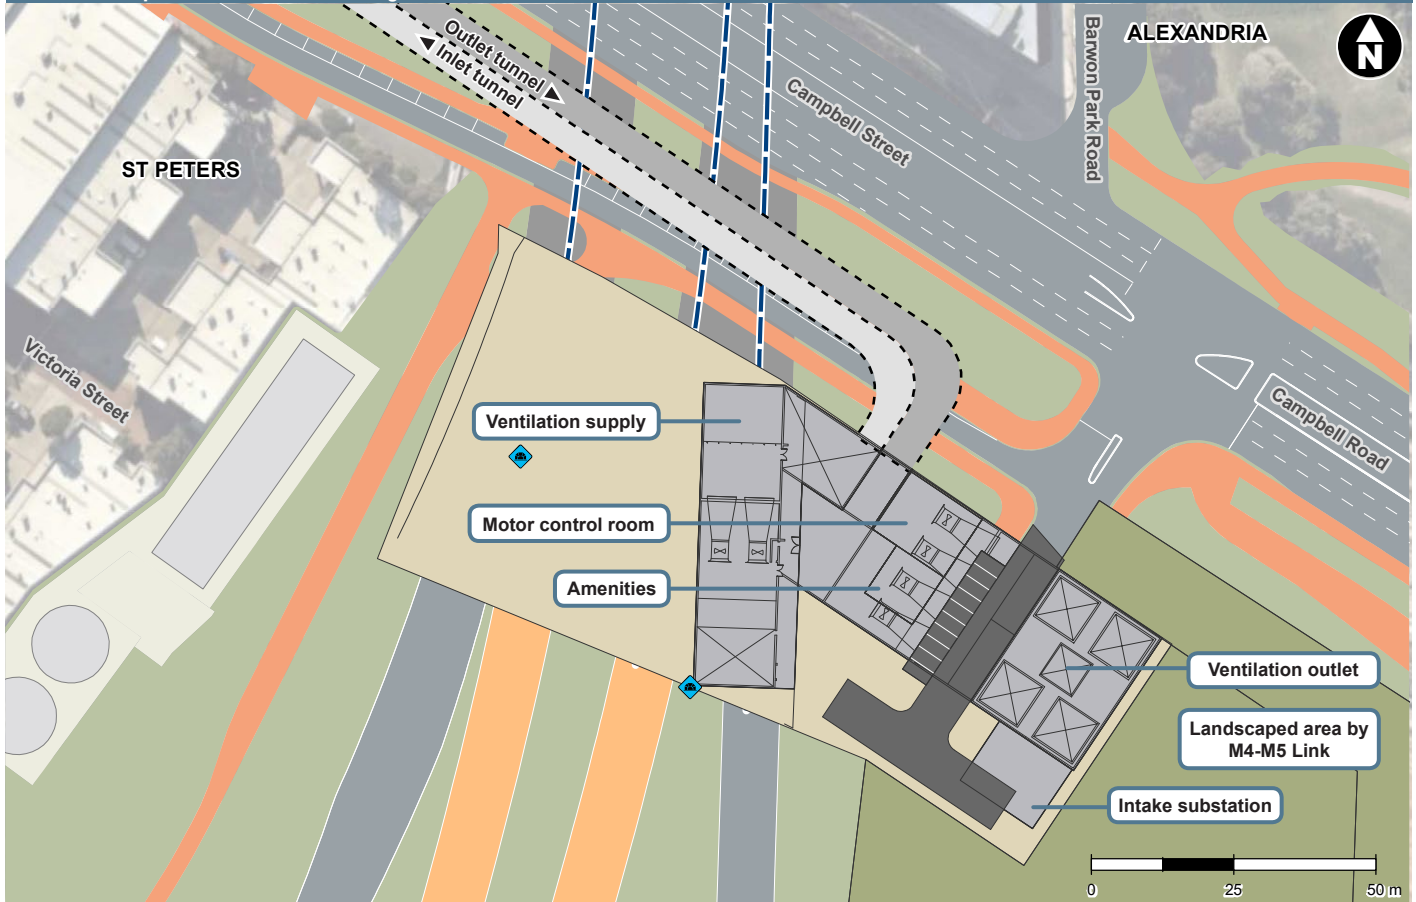 ALEXANDRIA
N
Outlet tunnel
Inlet tunnel
Barwon Park Road
Campbell Street
ST PETERS
Victoria Street
Campbell Road
Ventilation supply
Motor control room
Amenities
Ventilation outlet
Landscaped area by
M4-M5 Link
Intake substation
0 25 50 m